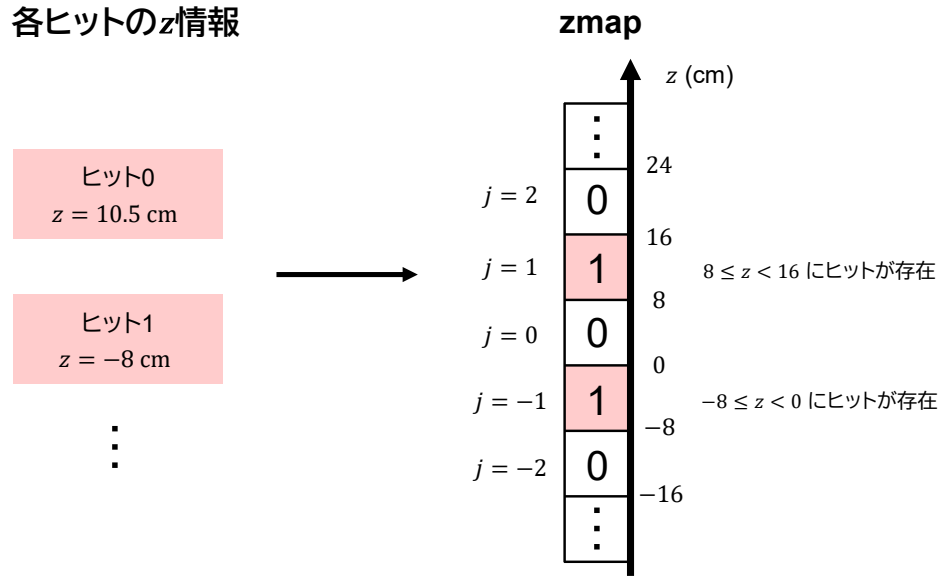 各ヒットのz情報
zmap
z (cm)
ヒット0
z = 10.5 cm
ヒット1
z = −8 cm
⋮
⋮
24
j = 2
0
16
j = 1
1
8 ≤ z < 16 にヒットが存在
8
j = 0
0
0
j = −1
1
−8 ≤ z < 0 にヒットが存在
−8
j = −2
0
−16
⋮